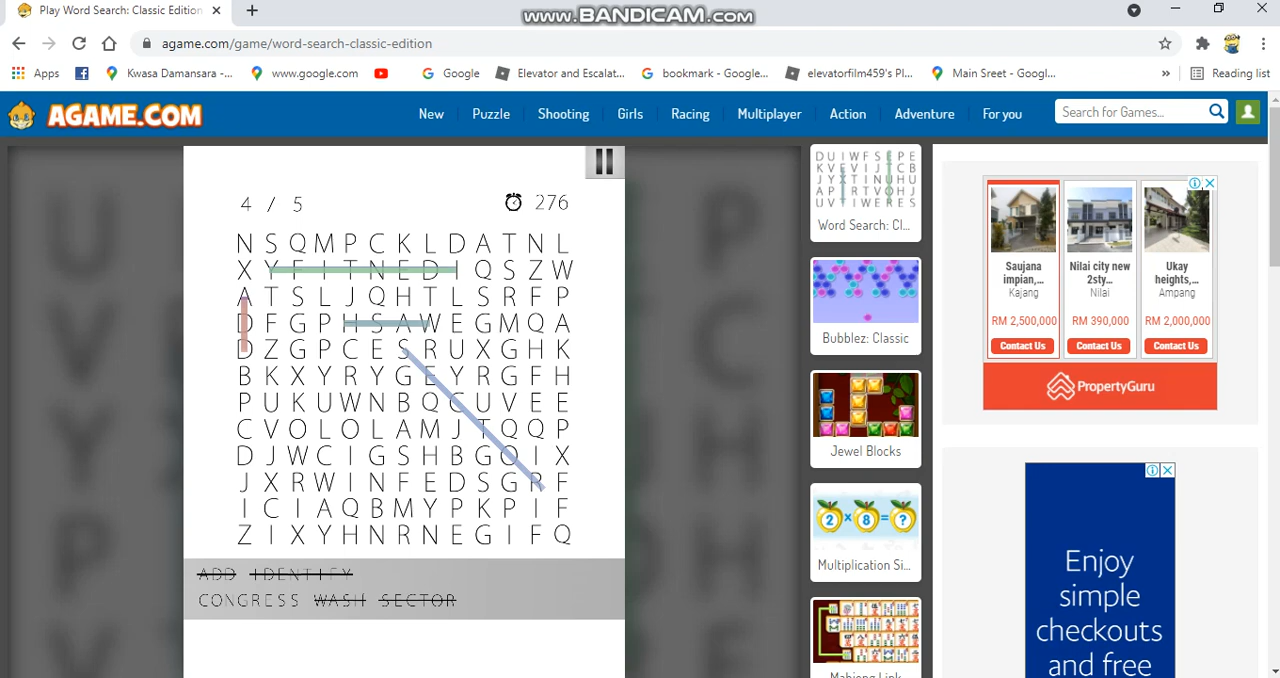 Play Word Search: Classic Edition
www.BANDICAM.com
agame.com/game/word-search-classic-edition
Apps Kwasa Damansara -... www.google.com Google Elevator and Escalat... bookmark - Google... elevatorfilm459's Pl... Main Sreet - Googl... » Reading list
AGAME.COM New Puzzle Shooting Girls Racing Multiplayer Action Adventure For you Search for Games...
4 / 5 276
N S Q M P C K L D A T N L
X Y F I T N E D I Q S Z W
A T S L J Q H T L S R F P
D F G P H S A W E G M Q A
D Z G P C E S R U X G H K
B K X Y R Y G E Y R G F H
P U K U W N B Q C U V E E
C V O L O L A M J T Q Q P
D J W C I G S H B G O I X
J X R W I N F E D S G R F
I C I A Q B M Y P K P I F
Z I X Y H N R N E G I F Q
ADD IDENTIFY
CONGRESS WASH SECTOR
D U I W F S E P E
K V E V I J T C B
J Y X T I N U H U
A P I R T V O H J
U V T I W E R E S
Word Search: Cl...
Bubblez: Classic
Jewel Blocks
2 x 8 = ?
Multiplication Si...
Mahjong Link
Saujana impian,...
Kajang
RM 2,500,000
Contact Us
Nilai city new 2sty...
Nilai
RM 390,000
Contact Us
Ukay heights,...
Ampang
RM 2,000,000
Contact Us
PropertyGuru
Enjoy
simple
checkouts
and free